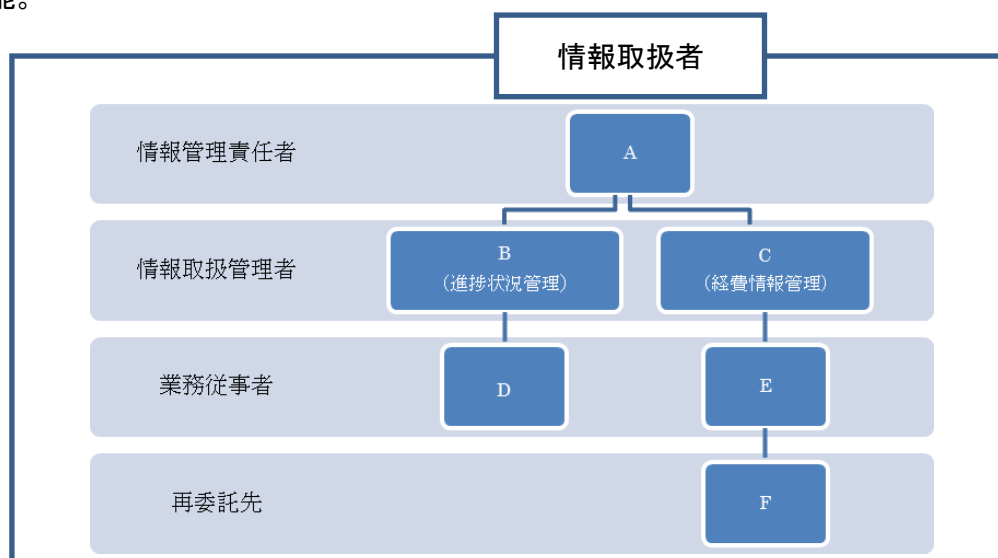 能。
情報取扱者
情報管理責任者
A
情報取扱管理者
B
(進捗状況管理)
C
(経費情報管理)
業務従事者
D
E
再委託先
F